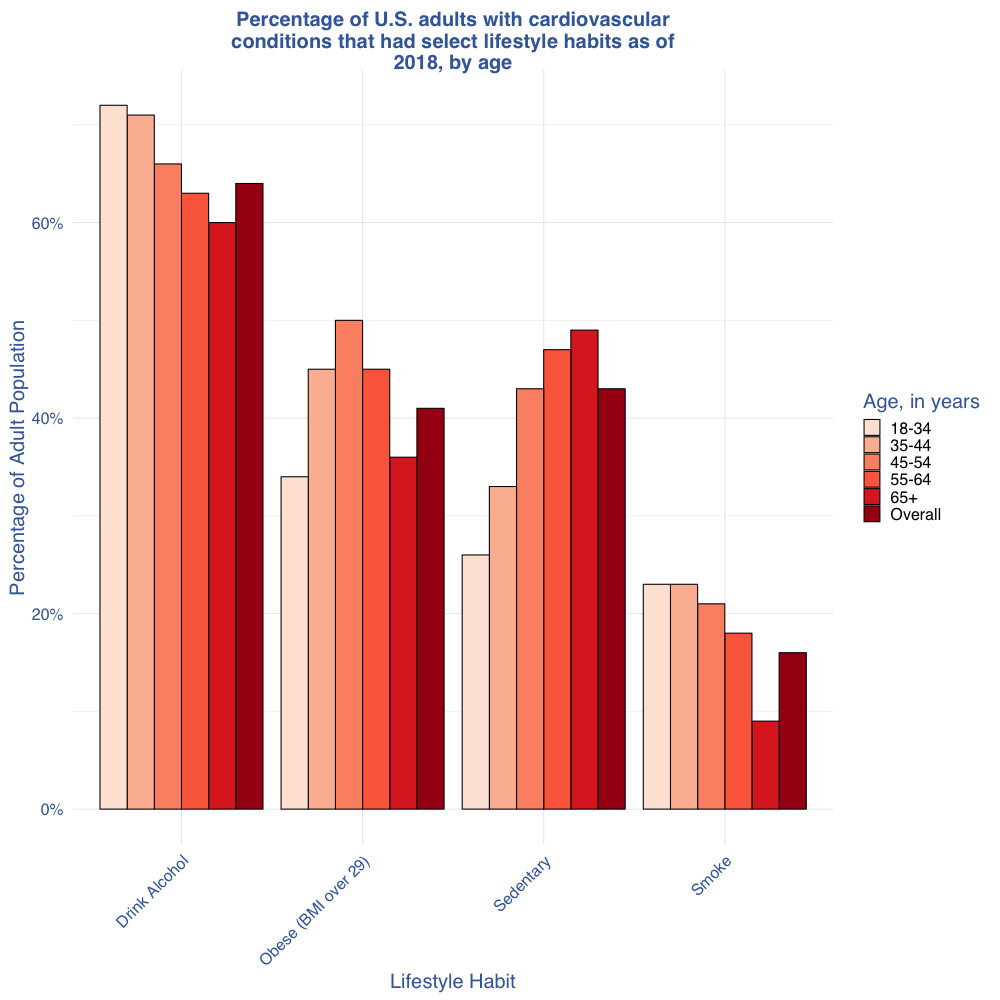 Percentage of U.S. adults with cardiovascular
conditions that had select lifestyle habits as of
2018, by age
60%
40%
20%
0%
Percentage of Adult Population
Drink Alcohol
Obese (BMI over 29)
Sedentary
Smoke
Lifestyle Habit
Age, in years
18-34
35-44
45-54
55-64
65+
Overall